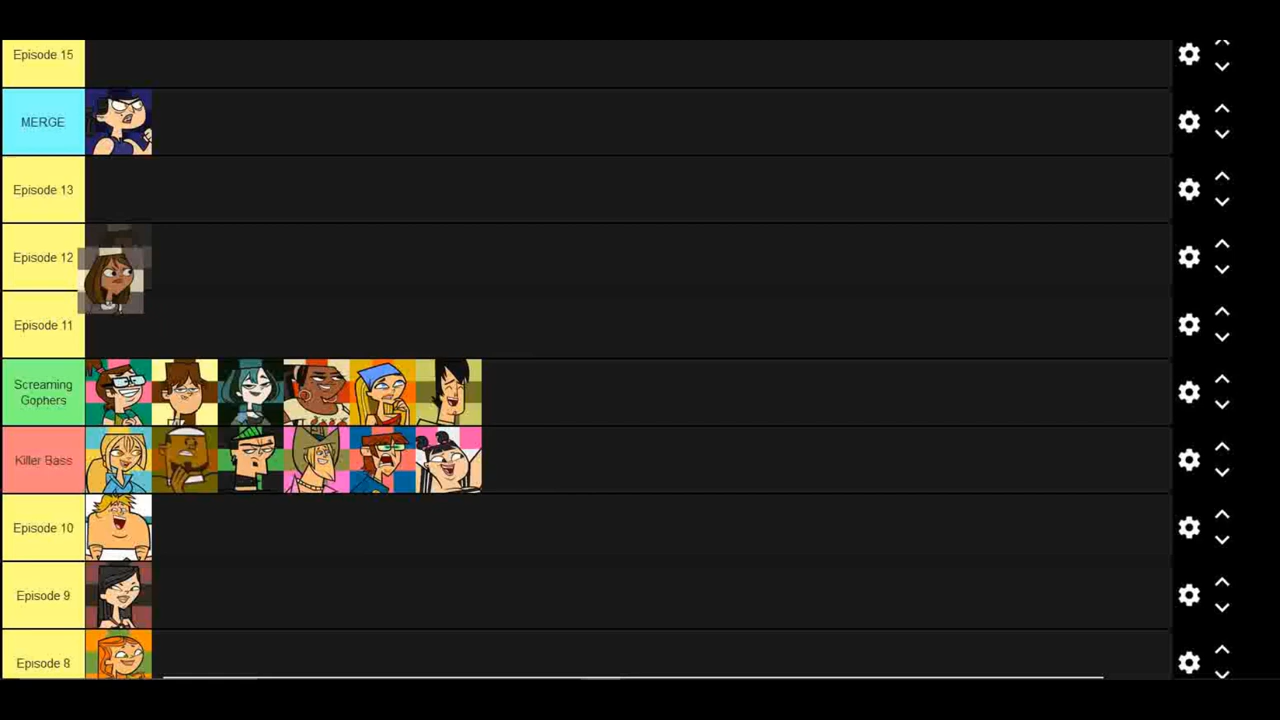 Episode 15
MERGE
Episode 13
Episode 12
Episode 11
Screaming
Gophers
Killer Bass
Episode 10
Episode 9
Episode 8